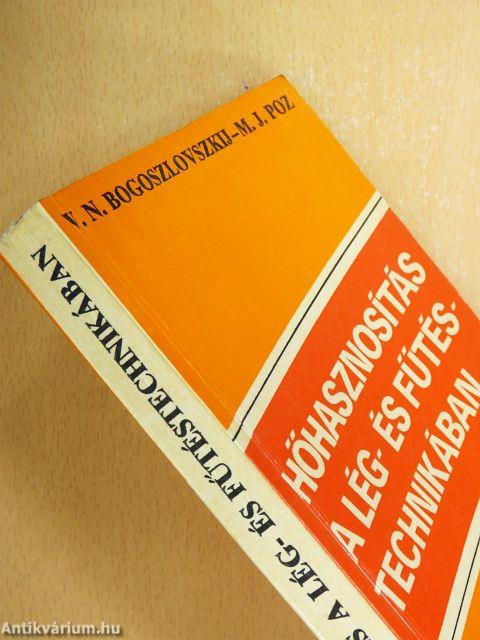 V. N. BOGOSZLOVSZKIJ–M. J. POZ
HŐHASZNOSÍTÁS
A LÉG- ÉS FŰTÉS-
TECHNIKÁBAN
S A LÉG- ÉS FŰTÉSTECHNIKÁBAN
Antikvárium.hu